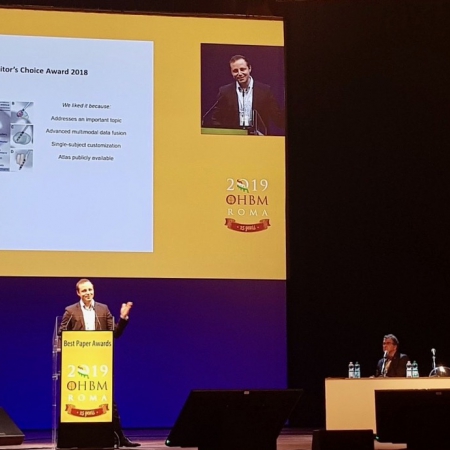 itor's Choice Award 2018
We liked it because:
Addresses an important topic
Advanced multimodal data fusion
Single-subject customization
Atlas publicly available
2019
OHBM
ROMA
Best Paper Awards
2019
OHBM
ROMA